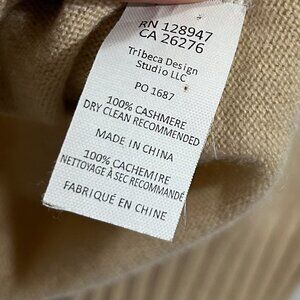 RN 128947
CA 26276
Tribeca Design
Studio LLC
PO 1687
100% CASHMERE
DRY CLEAN RECOMMENDED
MADE IN CHINA
100% CACHEMIRE
NETTOYAGE À SEC RECOMMANDÉ
FABRIQUÉ EN CHINE